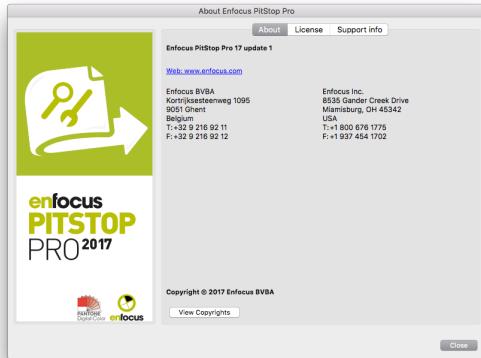 About Enfocus PitStop Pro
About License Support info
Enfocus PitStop Pro 17 update 1
Web: www.enfocus.com
Enfocus BVBA
Kortrijksesteenweg 1095
9051 Ghent
Belgium
T:+32 9 216 92 11
F:+32 9 216 92 12
Enfocus Inc.
8535 Gander Creek Drive
Miamisburg, OH 45342
USA
T:+1 800 676 1775
F:+1 937 454 1702
enfocus
PITSTOP
PRO 2017
PANTONE
Digital Color
enfocus
Copyright © 2017 Enfocus BVBA
View Copyrights
Close